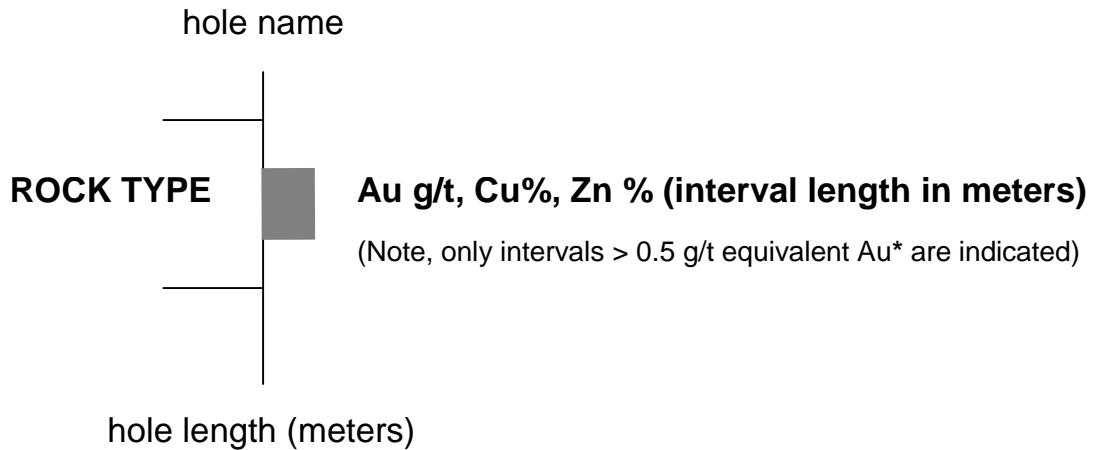 hole name
ROCK TYPE
Au g/t, Cu%, Zn % (interval length in meters)
(Note, only intervals > 0.5 g/t equivalent Au* are indicated)
hole length (meters)